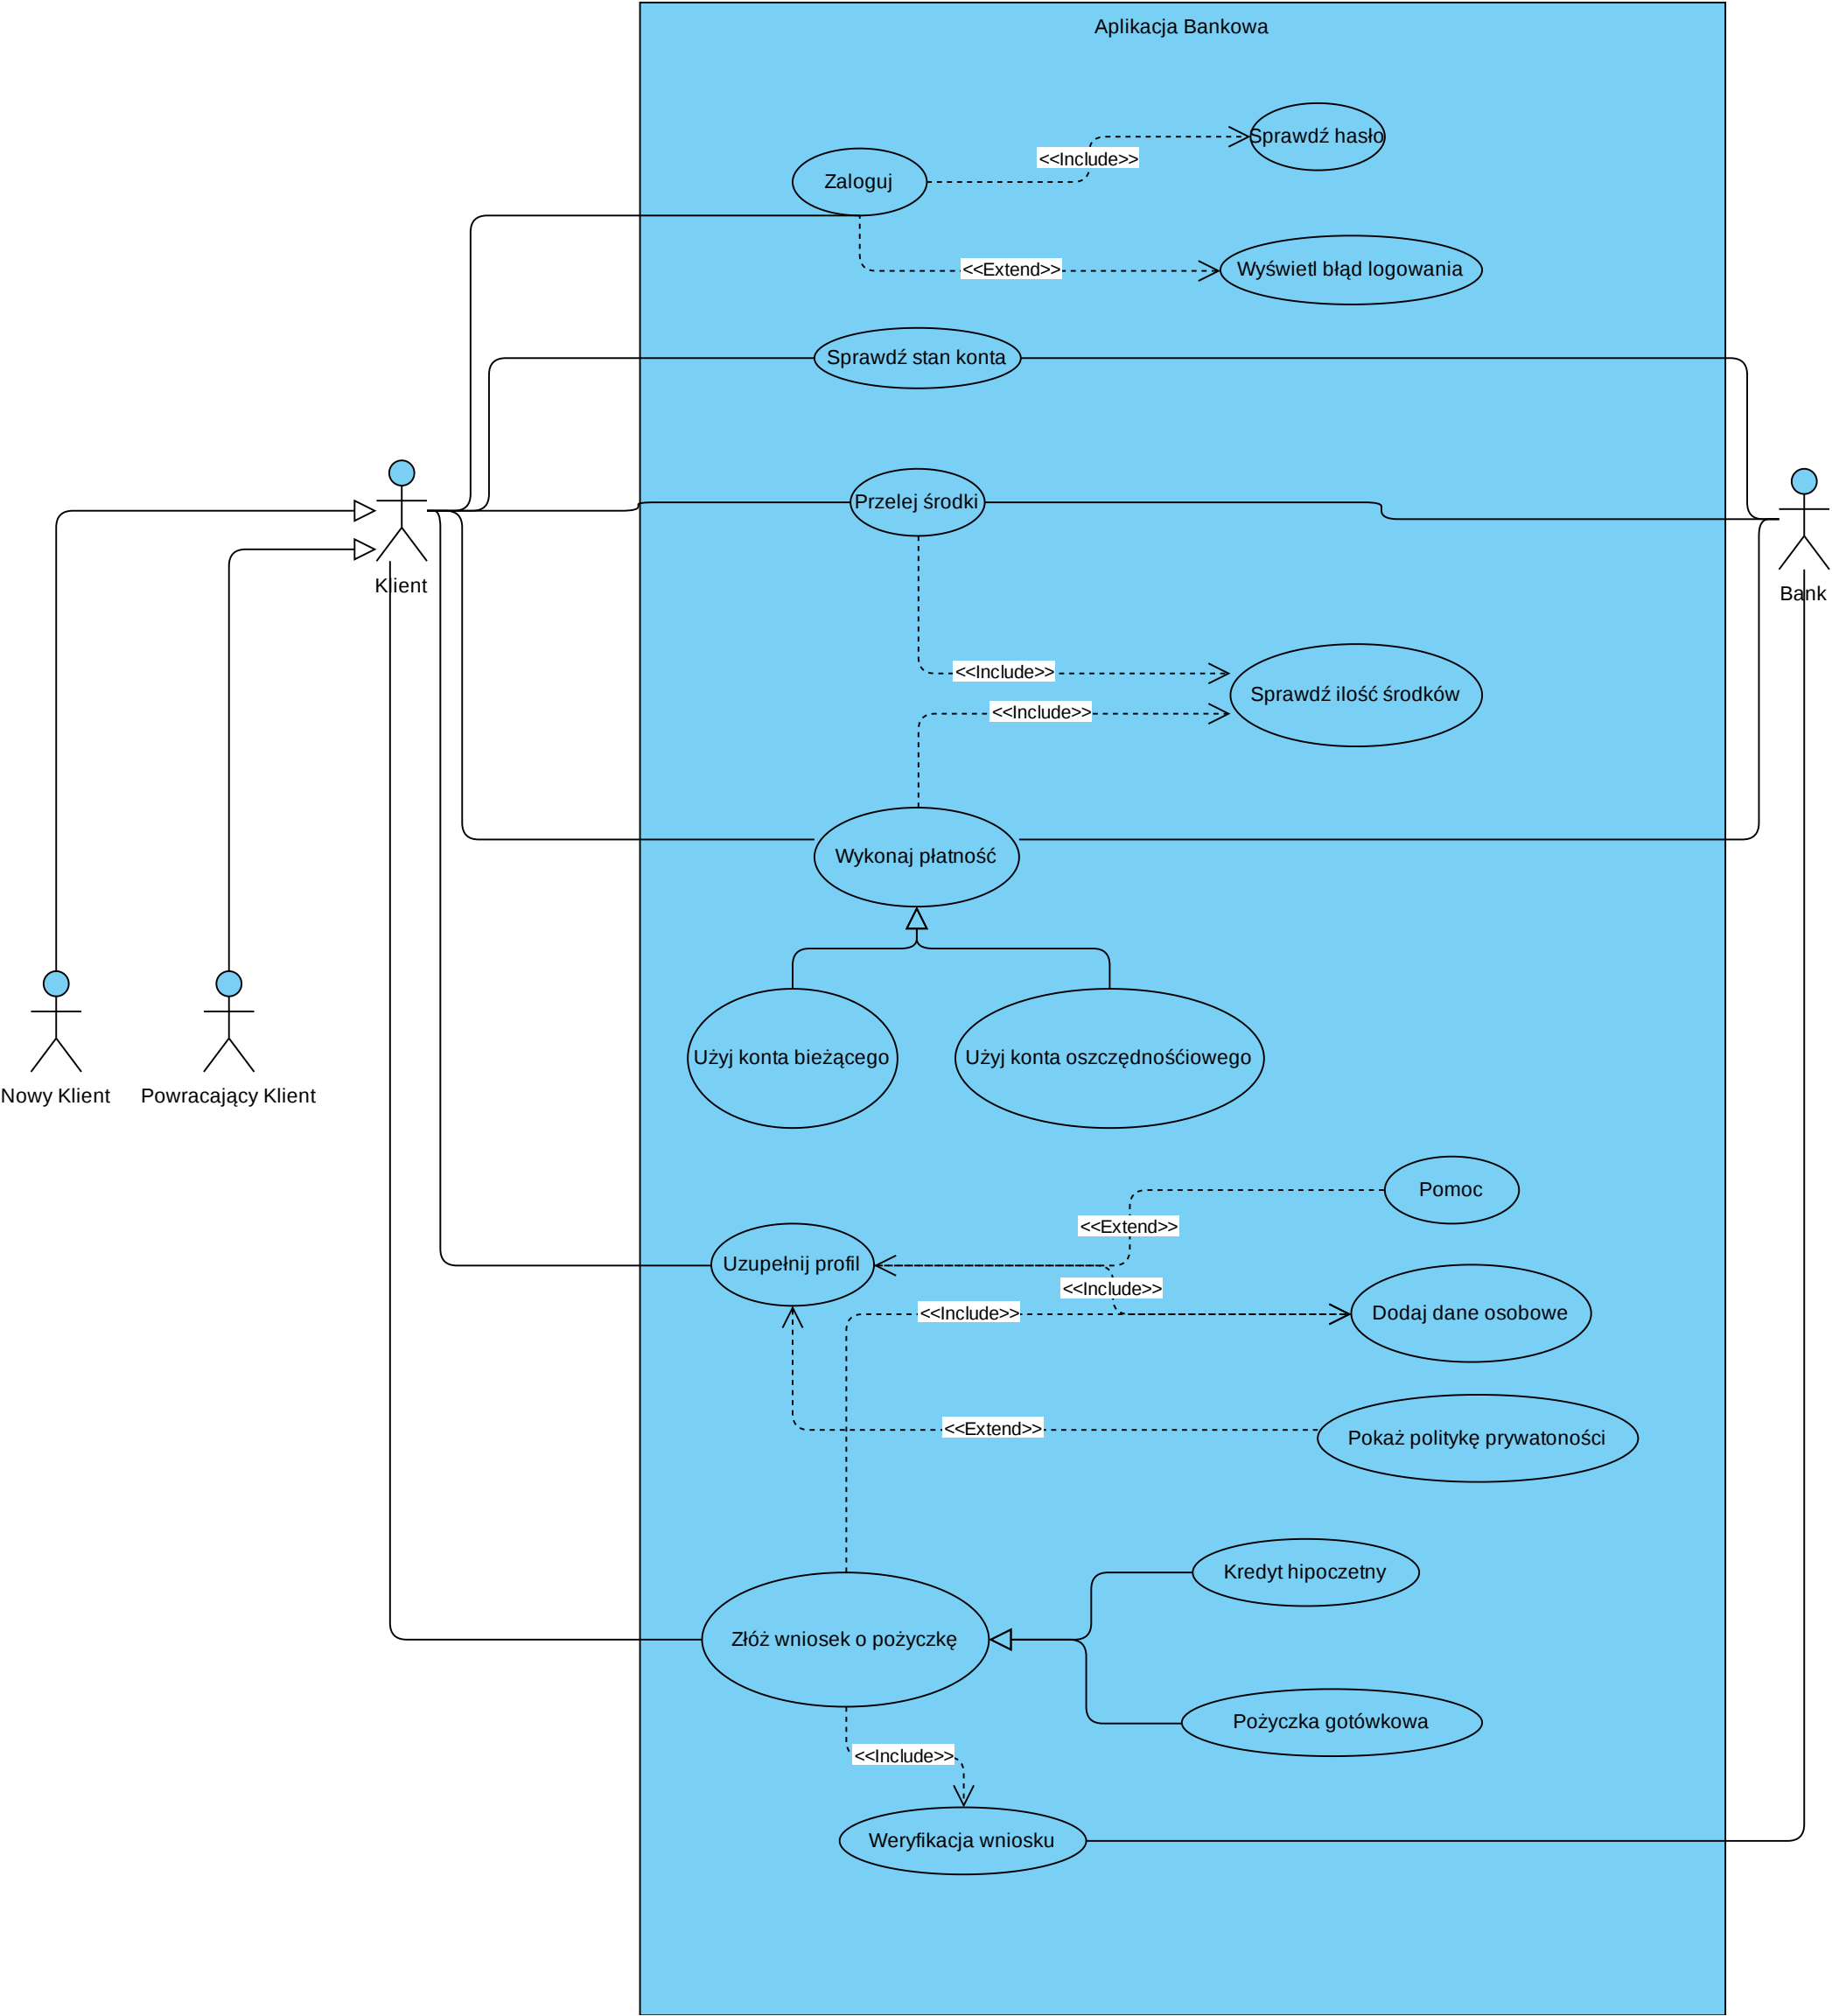 Aplikacja Bankowa
Sprawdź hasło
<<Include>>
Zaloguj
<<Extend>>
Wyświetl błąd logowania
Sprawdź stan konta
Przelej środki
Klient
Bank
<<Include>>
Sprawdź ilość środków
<<Include>>
Wykonaj płatność
Użyj konta bieżącego
Użyj konta oszczędnośćiowego
Nowy Klient
Powracający Klient
Pomoc
<<Extend>>
Uzupełnij profil
<<Include>>
<<Include>>
Dodaj dane osobowe
<<Extend>>
Pokaż politykę prywatoności
Kredyt hipoczetny
Złóż wniosek o pożyczkę
Pożyczka gotówkowa
<<Include>>
Weryfikacja wniosku